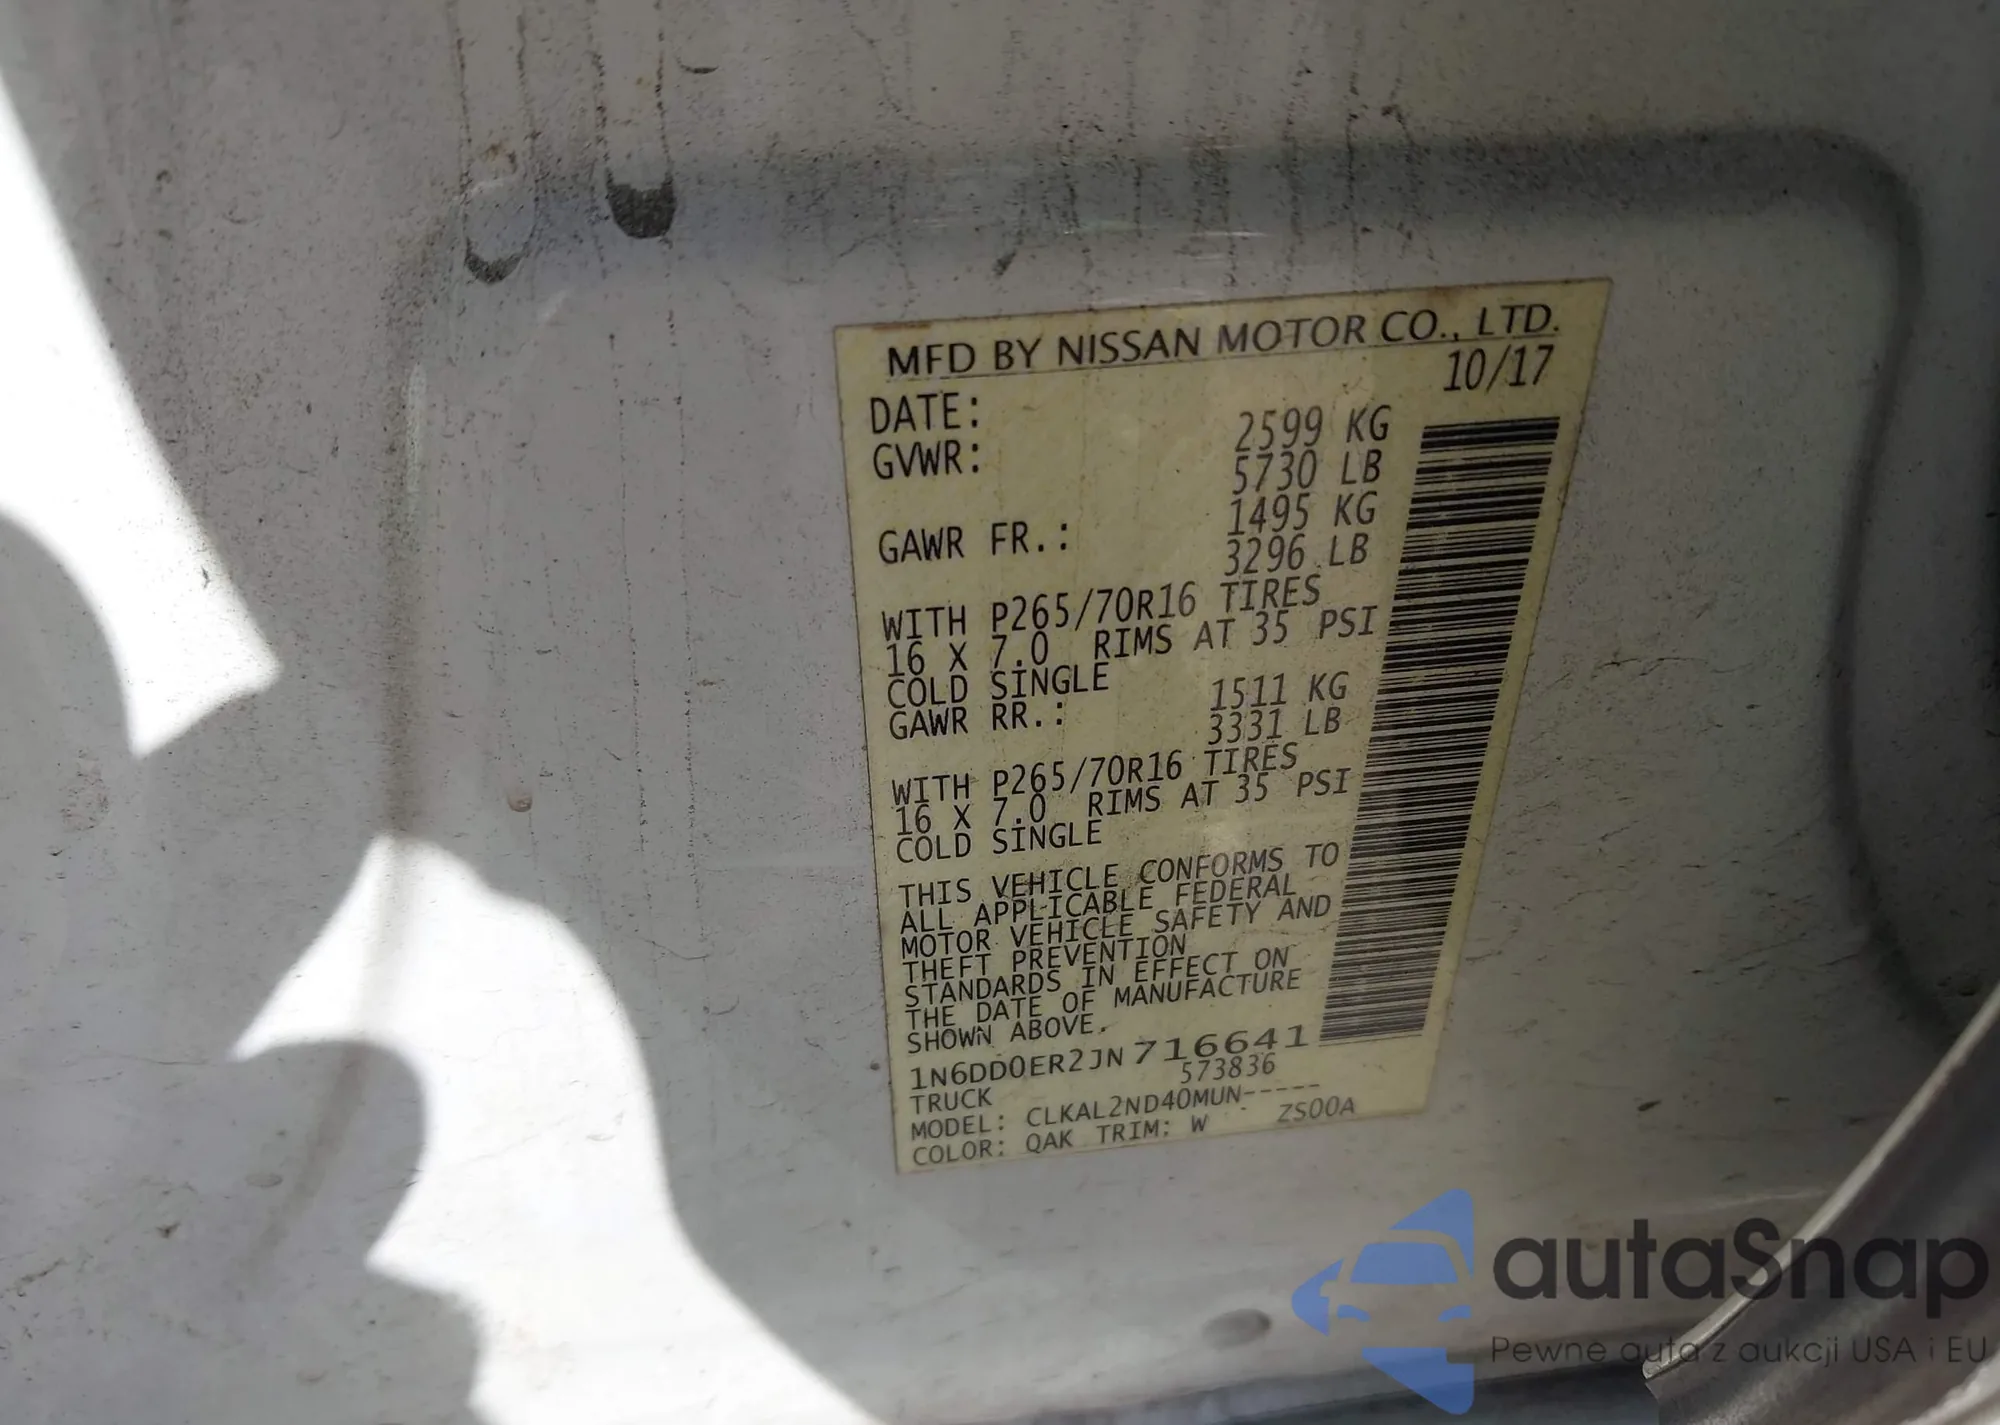 MFD BY NISSAN MOTOR CO., LTD.
DATE: 10/17
GVWR: 2599 KG
5730 LB
GAWR FR.: 1495 KG
3296 LB
WITH P265/70R16 TIRES
16 X 7.0 RIMS AT 35 PSI
COLD SINGLE
GAWR RR.: 1511 KG
3331 LB
WITH P265/70R16 TIRES
16 X 7.0 RIMS AT 35 PSI
COLD SINGLE
THIS VEHICLE CONFORMS TO
ALL APPLICABLE FEDERAL
MOTOR VEHICLE SAFETY AND
THEFT PREVENTION
STANDARDS IN EFFECT ON
THE DATE OF MANUFACTURE
SHOWN ABOVE.
1N6DD0ER2JN716641
TRUCK 573836
MODEL: CLKAL2ND40MUN-----
COLOR: QAK TRIM: W ZS00A
autaSnap
Pewne auta z aukcji USA i EU